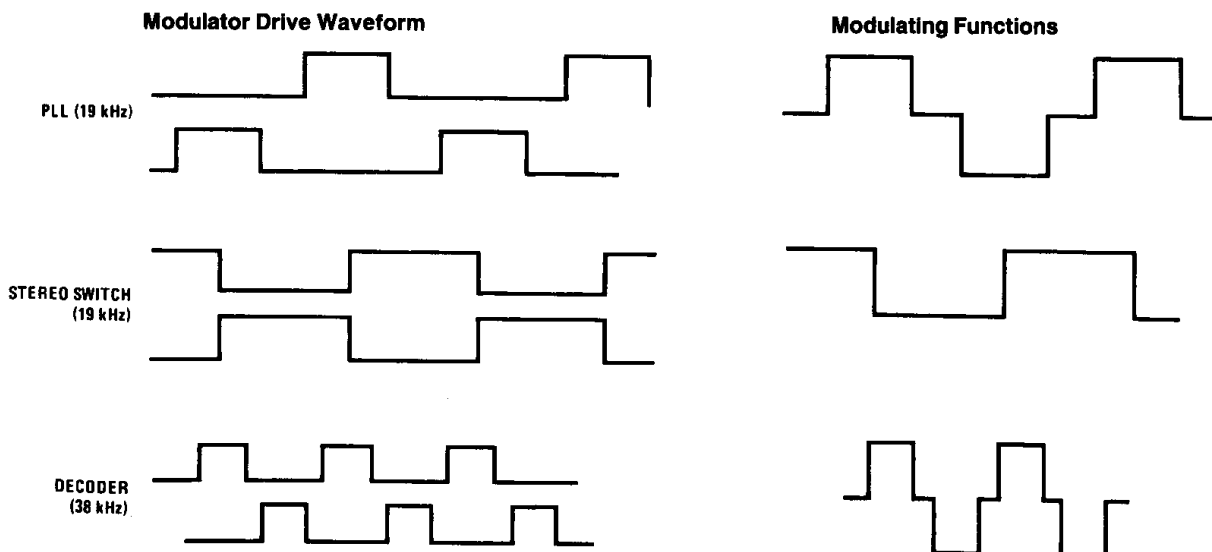 Modulator Drive Waveform
Modulating Functions
PLL (19 kHz)
STEREO SWITCH
(19 kHz)
DECODER
(38 kHz)